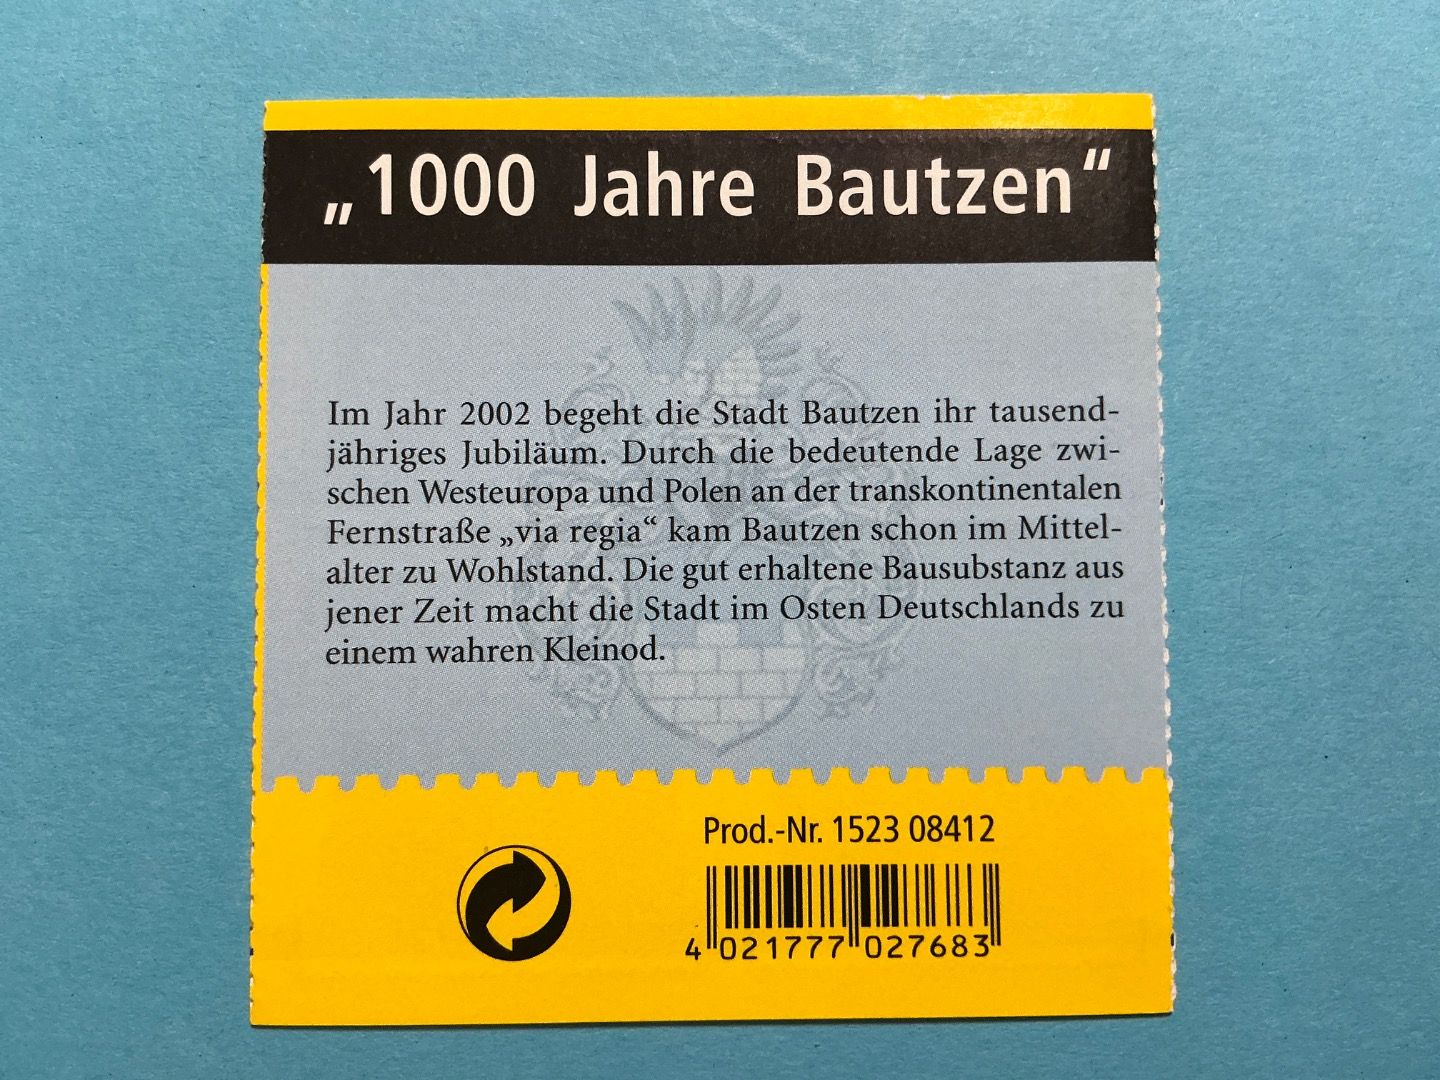 „1000 Jahre Bautzen“
Im Jahr 2002 begeht die Stadt Bautzen ihr tausend-
jähriges Jubiläum. Durch die bedeutende Lage zwi-
schen Westeuropa und Polen an der transkontinentalen
Fernstraße „via regia“ kam Bautzen schon im Mittel-
alter zu Wohlstand. Die gut erhaltene Bausubstanz aus
jener Zeit macht die Stadt im Osten Deutschlands zu
einem wahren Kleinod.
Prod.-Nr. 1523 08412
4 021777 027683